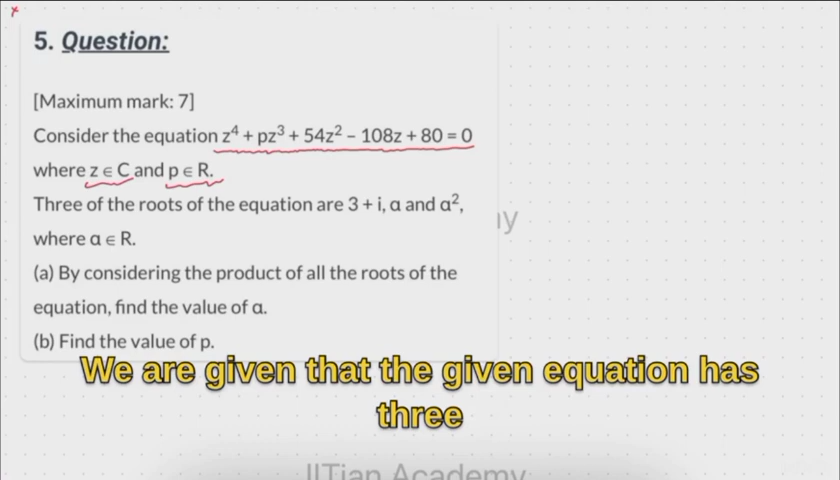 5. Question:
[Maximum mark: 7]
Consider the equation z⁴ + pz³ + 54z² – 108z + 80 = 0
where z ∈ C and p ∈ R.
Three of the roots of the equation are 3 + i, α and α²,
where α ∈ R.
(a) By considering the product of all the roots of the
equation, find the value of α.
(b) Find the value of p.
We are given that the given equation has
three
IITian Academy